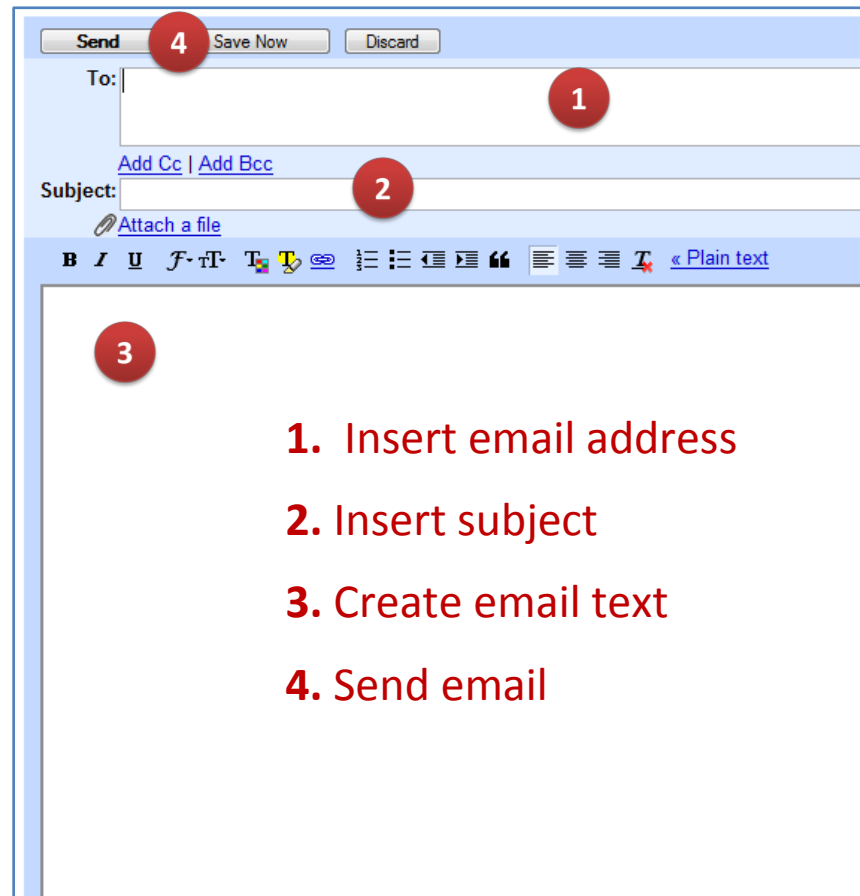 Send 4 Save Now Discard
To: 1
Add Cc | Add Bcc
Subject: 2
Attach a file
B I U F T T T « Plain text
3
1. Insert email address
2. Insert subject
3. Create email text
4. Send email